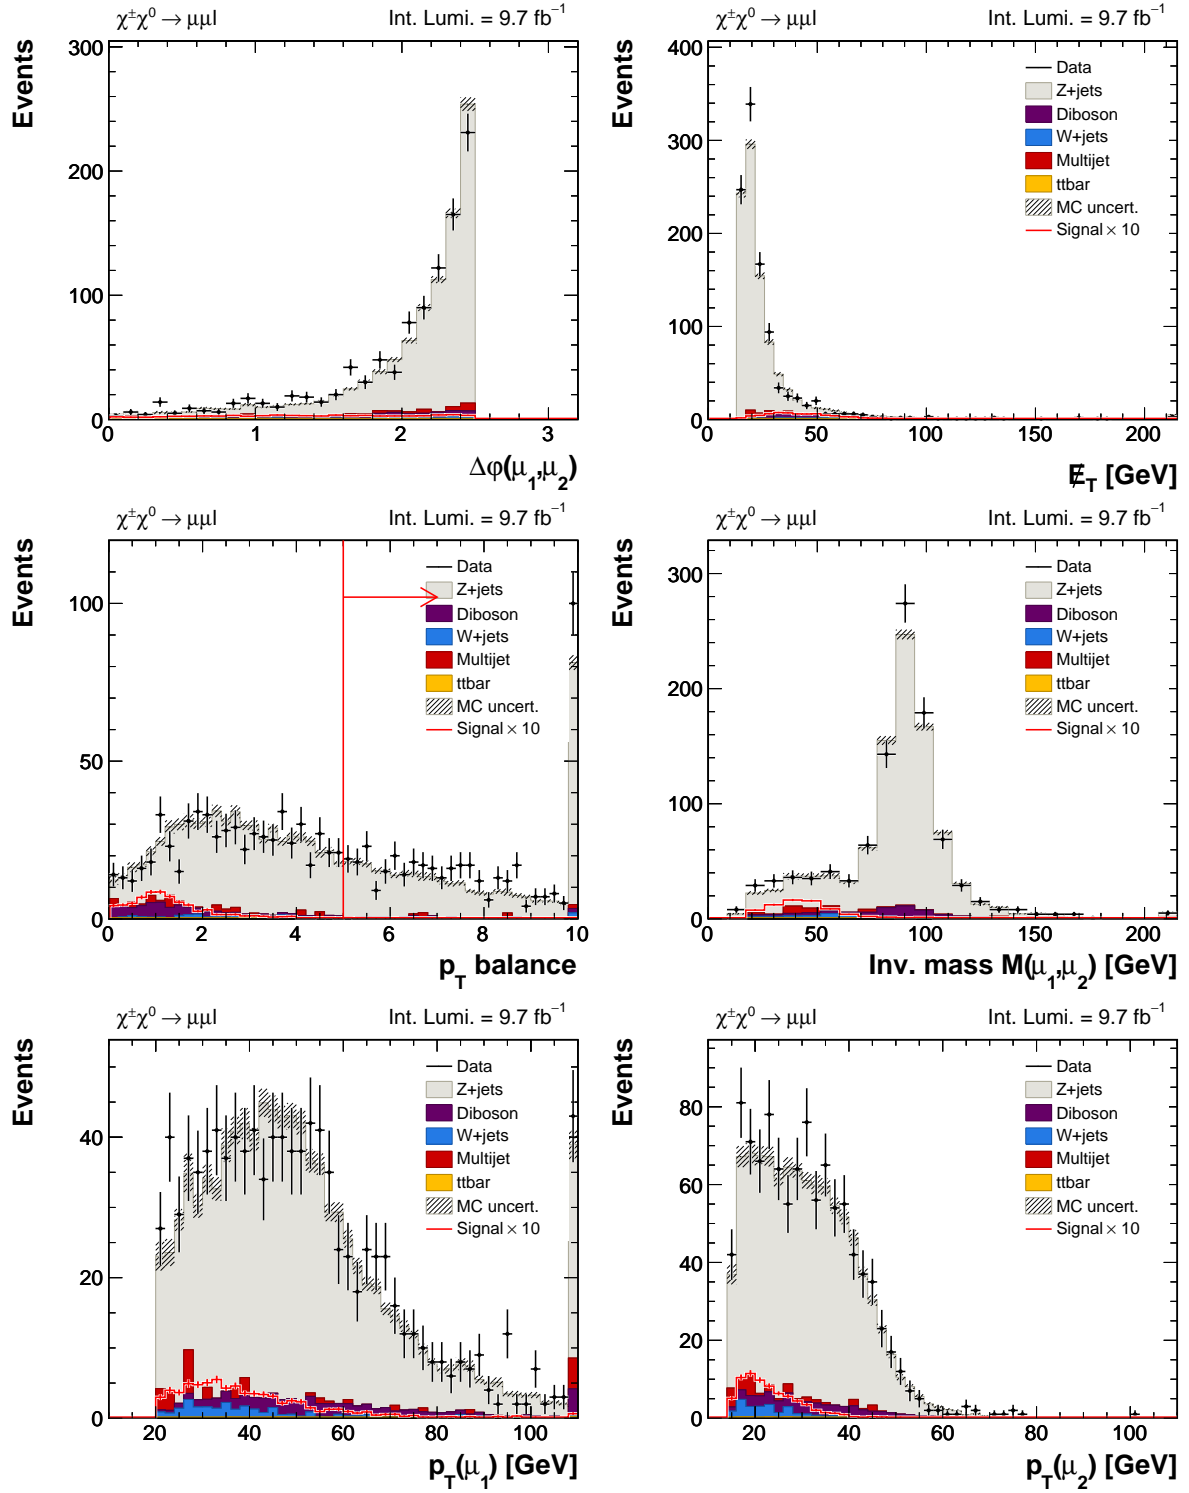 χ±χ⁰ → μμl Int. Lumi. = 9.7 fb⁻¹
Events
300
200
100
0
0 1 2 3
Δφ(μ₁,μ₂)
χ±χ⁰ → μμl Int. Lumi. = 9.7 fb⁻¹
Events
400
300
200
100
0
0 50 100 150 200
Data
Z+jets
Diboson
W+jets
Multijet
ttbar
MC uncert.
Signal × 10
E̸_T [GeV]
χ±χ⁰ → μμl Int. Lumi. = 9.7 fb⁻¹
Events
100
50
0
0 2 4 6 8 10
Data
Z+jets
Diboson
W+jets
Multijet
ttbar
MC uncert.
Signal × 10
p_T balance
χ±χ⁰ → μμl Int. Lumi. = 9.7 fb⁻¹
Events
300
200
100
0
0 50 100 150 200
Data
Z+jets
Diboson
W+jets
Multijet
ttbar
MC uncert.
Signal × 10
Inv. mass M(μ₁,μ₂) [GeV]
χ±χ⁰ → μμl Int. Lumi. = 9.7 fb⁻¹
Events
40
20
0
20 40 60 80 100
Data
Z+jets
Diboson
W+jets
Multijet
ttbar
MC uncert.
Signal × 10
p_T(μ₁) [GeV]
χ±χ⁰ → μμl Int. Lumi. = 9.7 fb⁻¹
Events
80
60
40
20
0
20 40 60 80 100
Data
Z+jets
Diboson
W+jets
Multijet
ttbar
MC uncert.
Signal × 10
p_T(μ₂) [GeV]